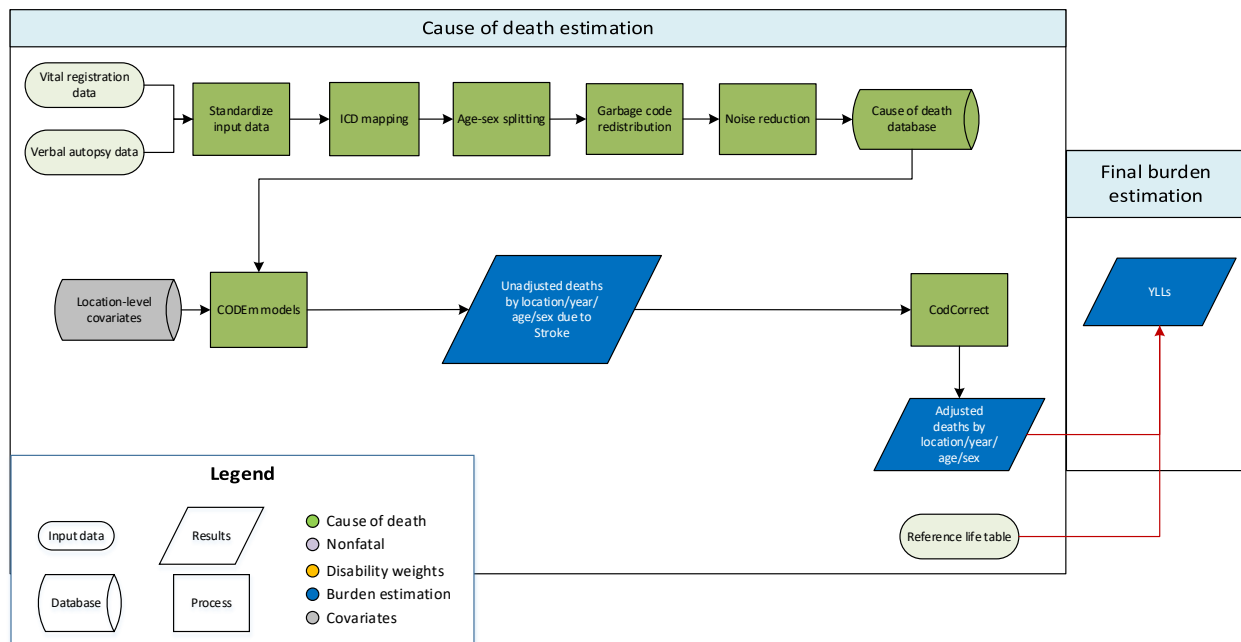 Cause of death estimation
Vital registration
data
Verbal autopsy data
Standardize
input data
ICD mapping
Age-sex splitting
Garbage code
redistribution
Noise reduction
Cause of death
database
Final burden
estimation
Location-level
covariates
CODEm models
Unadjusted deaths
by location/year/
age/sex due to
Stroke
CodCorrect
YLLs
Adjusted
deaths by
location/year/
age/sex
Reference life table
Legend
Input data
Results
Database
Process
Cause of death
Nonfatal
Disability weights
Burden estimation
Covariates